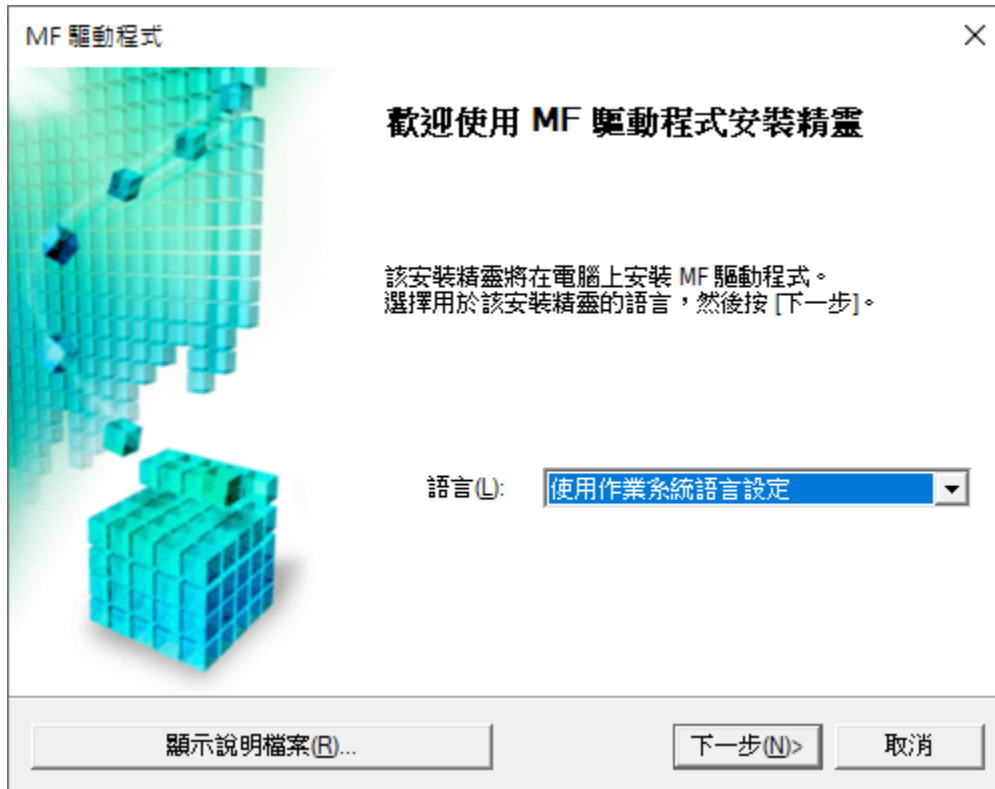 MF 驅動程式
歡迎使用 MF 驅動程式安裝精靈
該安裝精靈將在電腦上安裝 MF 驅動程式。
選擇用於該安裝精靈的語言，然後按 [下一步]。
語言(L): 使用作業系統語言設定
顯示說明檔案(R)... 下一步(N)> 取消